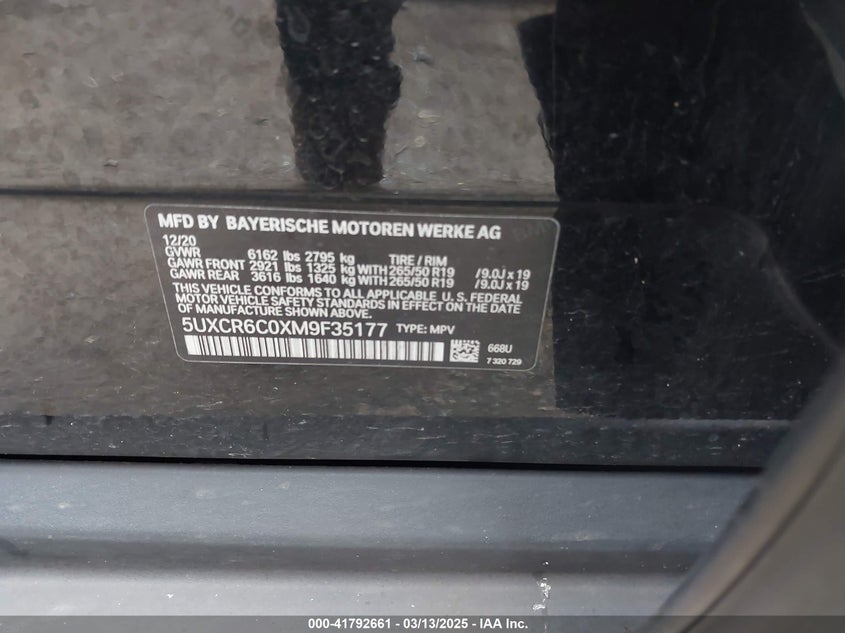 MFD BY BAYERISCHE MOTOREN WERKE AG
12/20
GVWR 6162 lbs 2795 kg TIRE / RIM
GAWR FRONT 2921 lbs 1325 kg WITH 265/50 R19 /9.0J x 19
GAWR REAR 3616 lbs 1640 kg WITH 265/50 R19 /9.0J x 19
THIS VEHICLE CONFORMS TO ALL APPLICABLE U. S. FEDERAL
MOTOR VEHICLE SAFETY STANDARDS IN EFFECT ON THE DATE
OF MANUFACTURE SHOWN ABOVE.
5UXCR6C0XM9F35177 TYPE: MPV
668U
7 320 729
000-41792661 - 03/13/2025 - IAA Inc.